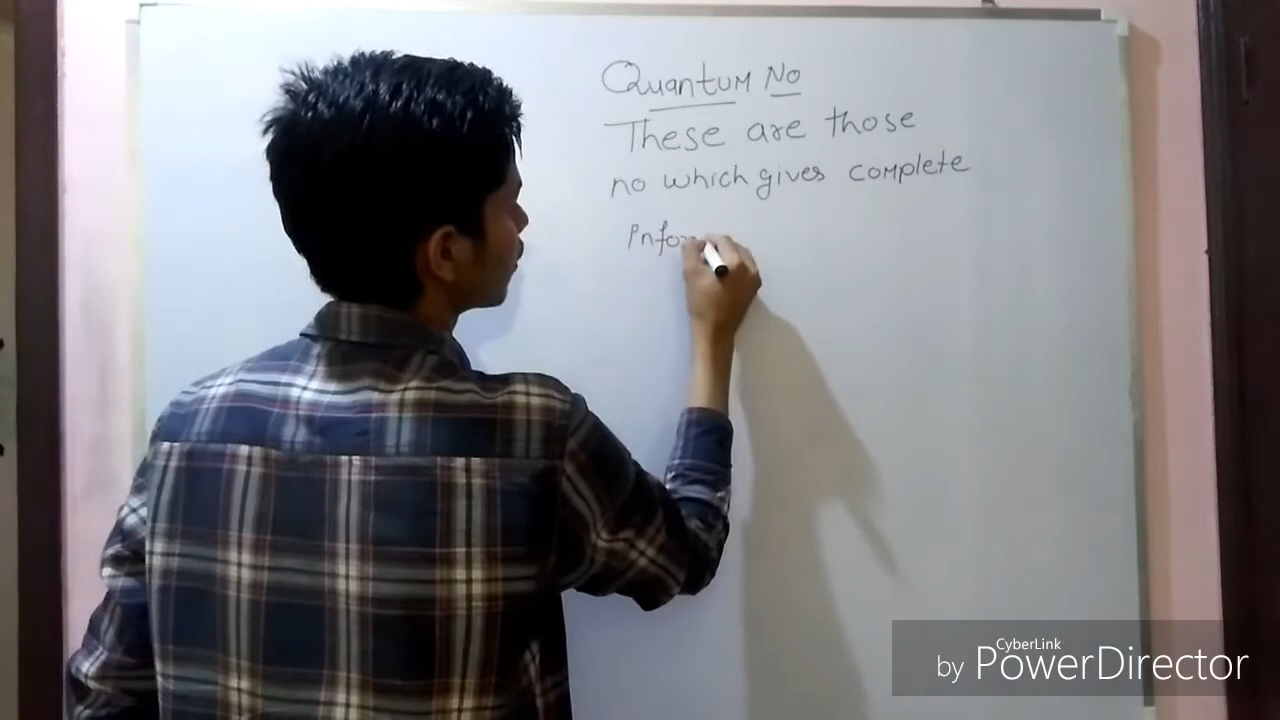 Quantum No
These are those
no which gives complete
Infor
CyberLink
by PowerDirector